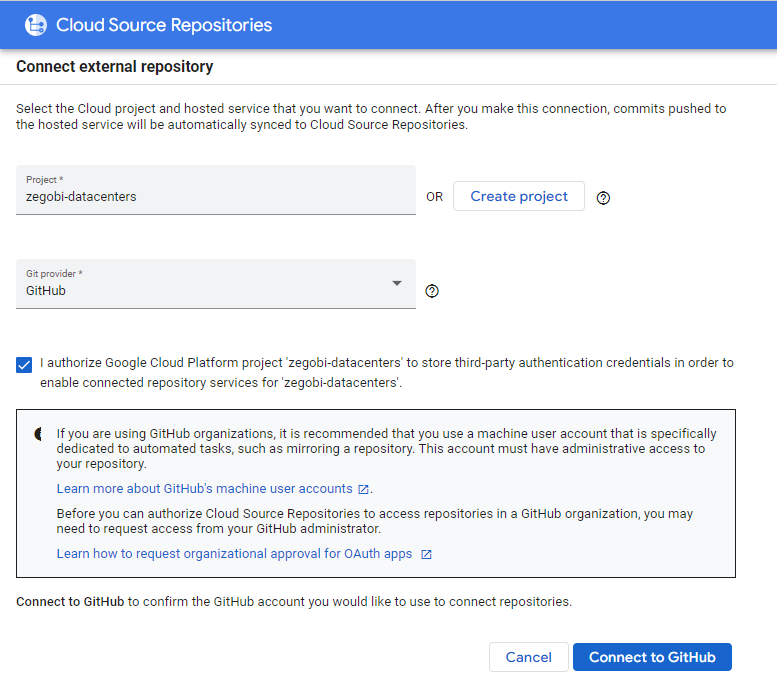 Cloud Source Repositories
Connect external repository
Select the Cloud project and hosted service that you want to connect. After you make this connection, commits pushed to
the hosted service will be automatically synced to Cloud Source Repositories.
Project *
zegobi-datacenters
OR
Create project
Git provider *
GitHub
I authorize Google Cloud Platform project 'zegobi-datacenters' to store third-party authentication credentials in order to
enable connected repository services for 'zegobi-datacenters'.
If you are using GitHub organizations, it is recommended that you use a machine user account that is specifically
dedicated to automated tasks, such as mirroring a repository. This account must have administrative access to
your repository.
Learn more about GitHub's machine user accounts .
Before you can authorize Cloud Source Repositories to access repositories in a GitHub organization, you may
need to request access from your GitHub administrator.
Learn how to request organizational approval for OAuth apps
Connect to GitHub to confirm the GitHub account you would like to use to connect repositories.
Cancel
Connect to GitHub